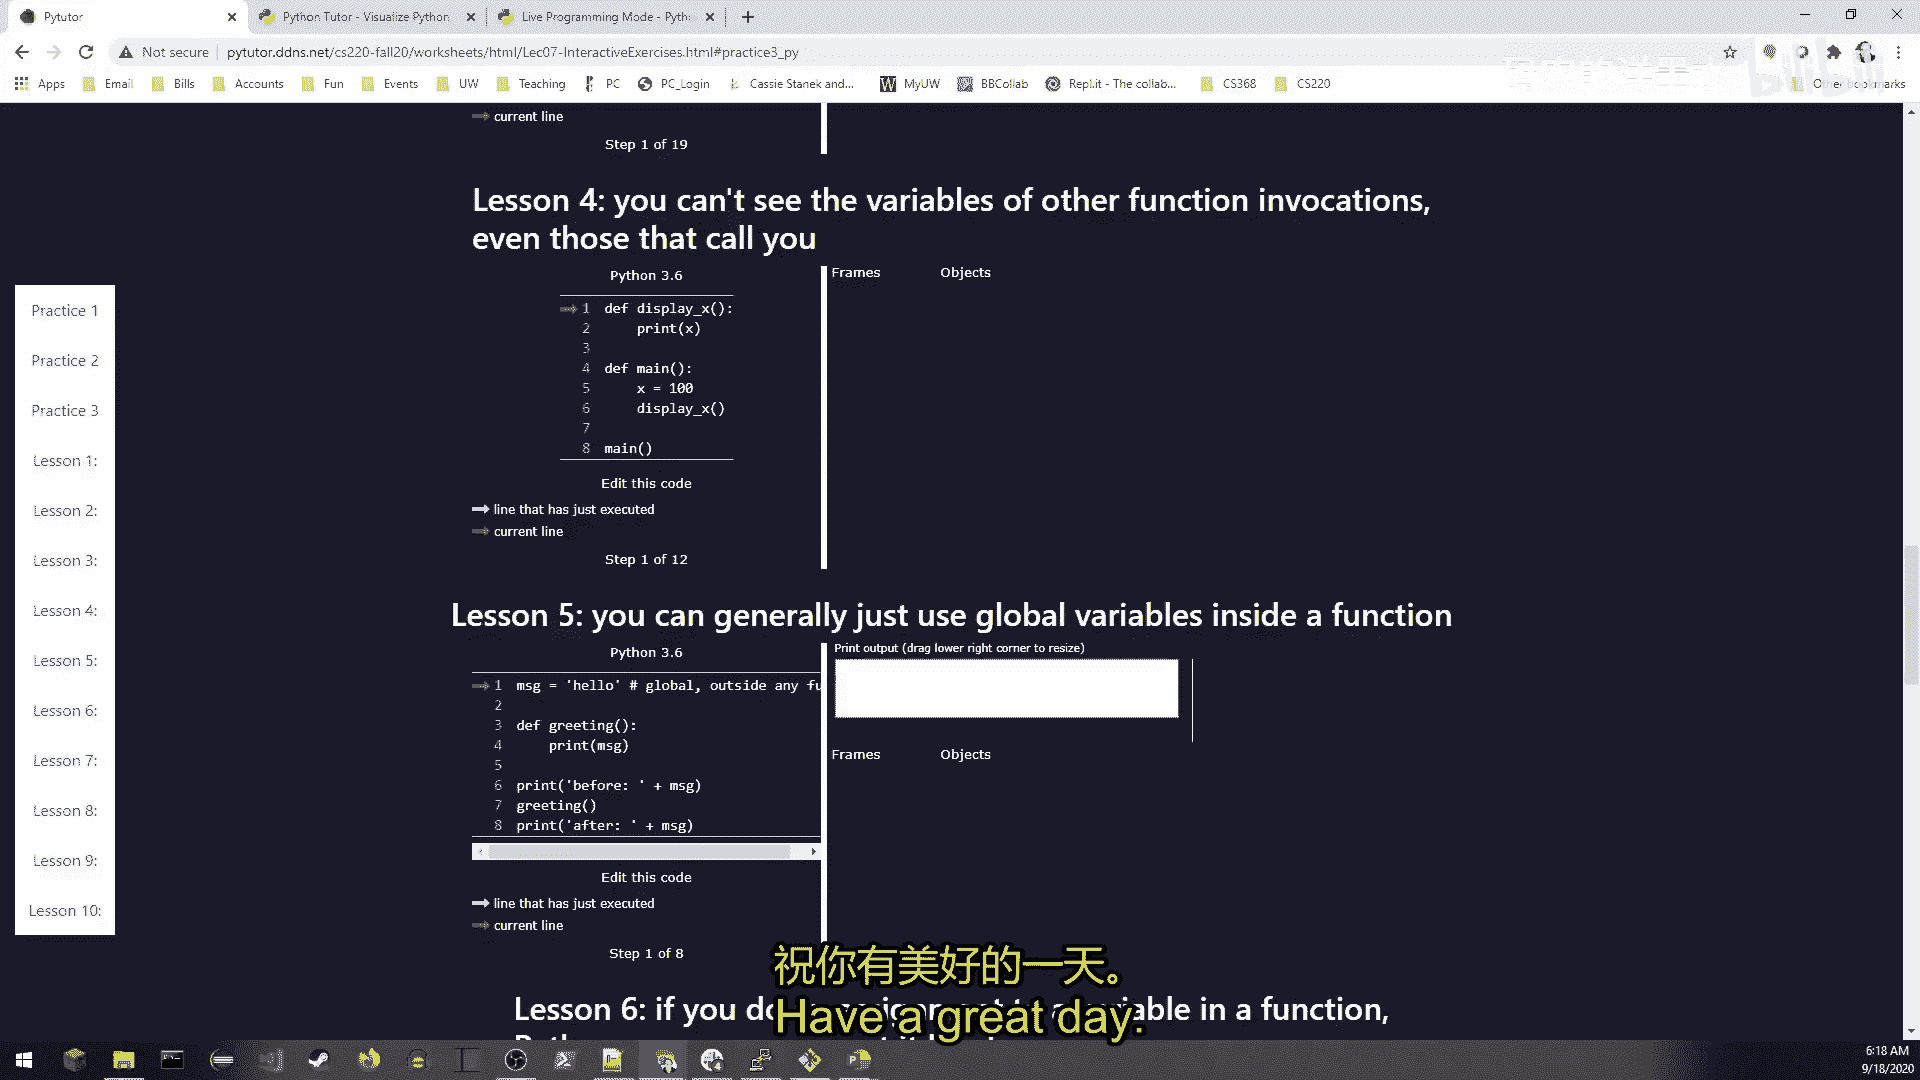 Pytutor
Python Tutor - Visualize Python
Live Programming Mode - Pyth
Not secure
pytutor.ddns.net/cs220-fall20/worksheets/html/Lec07-InteractiveExercises.html#practice3_py
Apps
Email
Bills
Accounts
Fun
Events
UW
Teaching
PC
PC_Login
Cassie Stanek and...
MyUW
BBCollab
Repl.it - The collab...
CS368
CS220
Other bookmarks
current line
Step 1 of 19
Lesson 4: you can't see the variables of other function invocations,
even those that call you
Python 3.6
Frames
Objects
1 def display_x():
2     print(x)
3
4 def main():
5     x = 100
6     display_x()
7
8 main()
Edit this code
line that has just executed
current line
Step 1 of 12
Practice 1
Practice 2
Practice 3
Lesson 1:
Lesson 2:
Lesson 3:
Lesson 4:
Lesson 5:
Lesson 6:
Lesson 7:
Lesson 8:
Lesson 9:
Lesson 10:
Lesson 5: you can generally just use global variables inside a function
Python 3.6
Print output (drag lower right corner to resize)
1 msg = 'hello' # global, outside any fu
2
3 def greeting():
4     print(msg)
5
6 print('before: ' + msg)
7 greeting()
8 print('after: ' + msg)
Frames
Objects
Edit this code
line that has just executed
current line
Step 1 of 8
祝你有美好的一天。
Lesson 6: if you do in a function,
Have a great day.
6:18 AM
9/18/2020